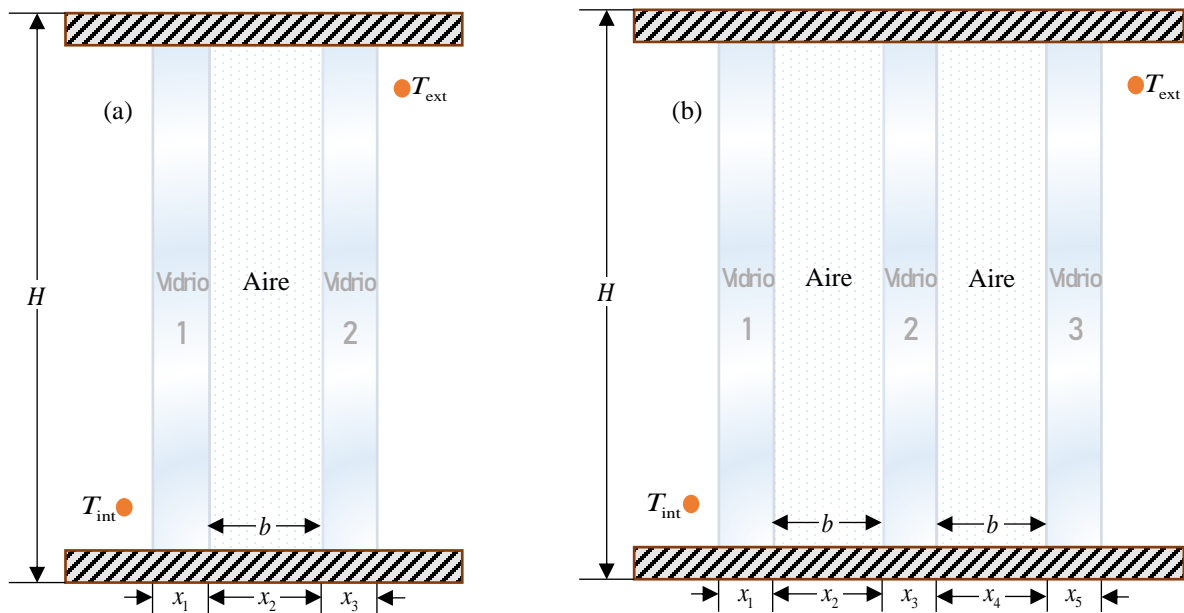 (a)
T_ext
H
Vidrio Aire Vidrio
1 2
T_int
b
x_1 x_2 x_3
(b)
T_ext
H
Vidrio Aire Vidrio Aire Vidrio
1 2 3
T_int
b b
x_1 x_2 x_3 x_4 x_5